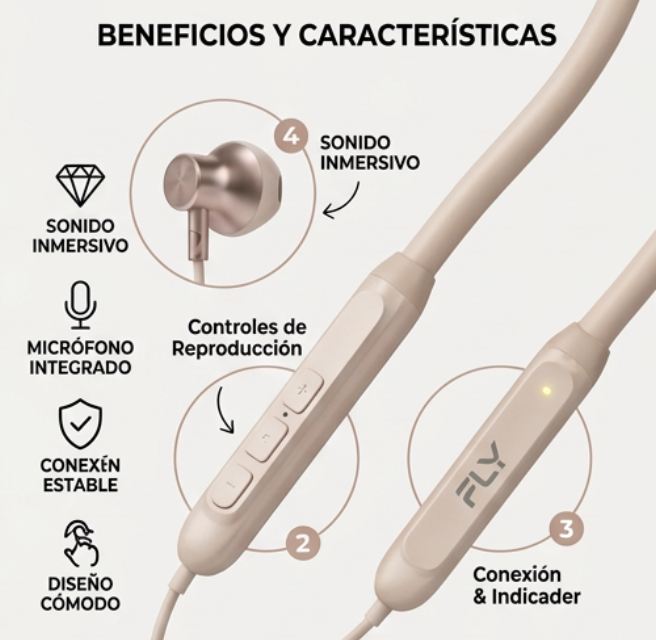 BENEFICIOS Y CARACTERÍSTICAS
4
SONIDO
INMERSIVO
SONIDO
INMERSIVO
MICRÓFONO
INTEGRADO
CONEXÉN
ESTABLE
DISEÑO
CÓMODO
Controles de
Reproducción
2
FLY
3
Conexión
& Indicader